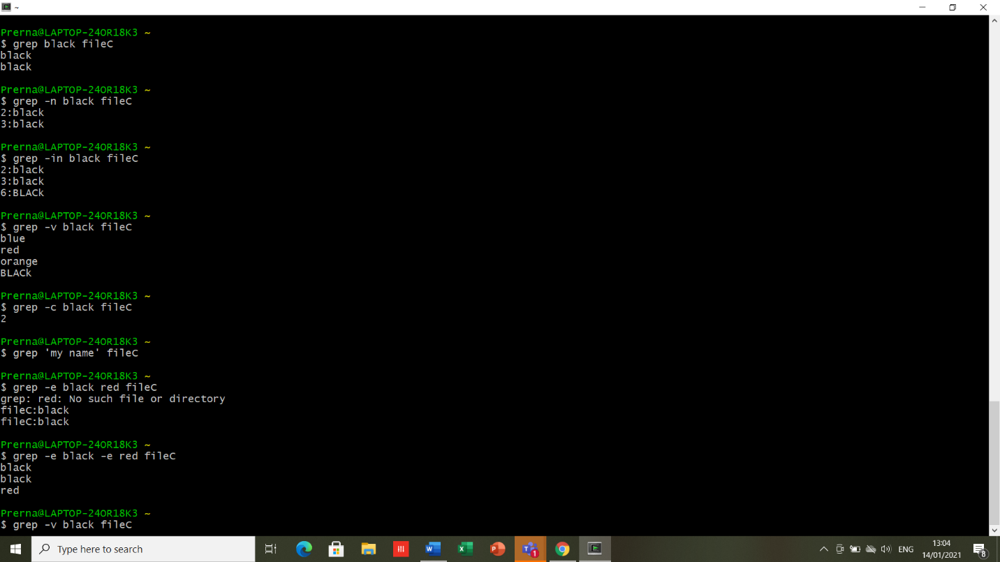 ~
Prerna@LAPTOP-24OR18K3 ~
$ grep black fileC
black
black
Prerna@LAPTOP-24OR18K3 ~
$ grep -n black fileC
2:black
3:black
Prerna@LAPTOP-24OR18K3 ~
$ grep -in black fileC
2:black
3:black
6:BLACk
Prerna@LAPTOP-24OR18K3 ~
$ grep -v black fileC
blue
red
orange
BLACk
Prerna@LAPTOP-24OR18K3 ~
$ grep -c black fileC
2
Prerna@LAPTOP-24OR18K3 ~
$ grep 'my name' fileC
Prerna@LAPTOP-24OR18K3 ~
$ grep -e black red fileC
grep: red: No such file or directory
fileC:black
fileC:black
Prerna@LAPTOP-24OR18K3 ~
$ grep -e black -e red fileC
black
black
red
Prerna@LAPTOP-24OR18K3 ~
$ grep -v black fileC
Type here to search
W
X
P
T
1
ENG
13:04
14/01/2021
8